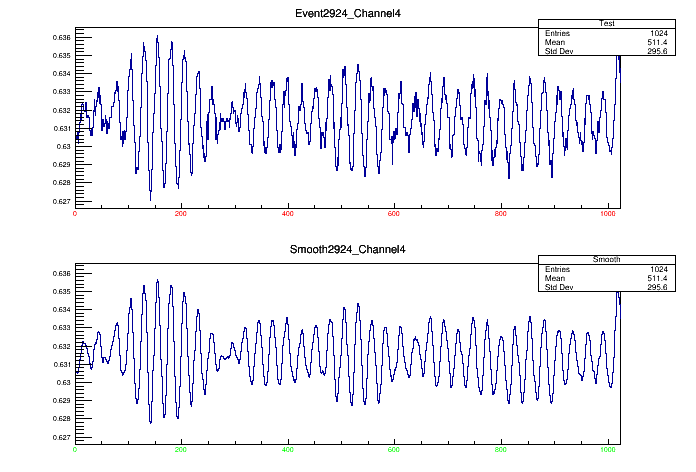 Event2924_Channel4
Test
Entries 1024
Mean 511.4
Std Dev 295.6
0.636
0.635
0.634
0.633
0.632
0.631
0.63
0.629
0.628
0.627
0 200 400 600 800 1000
Smooth2924_Channel4
Smooth
Entries 1024
Mean 511.4
Std Dev 295.6
0.636
0.635
0.634
0.633
0.632
0.631
0.63
0.629
0.628
0.627
0 200 400 600 800 1000